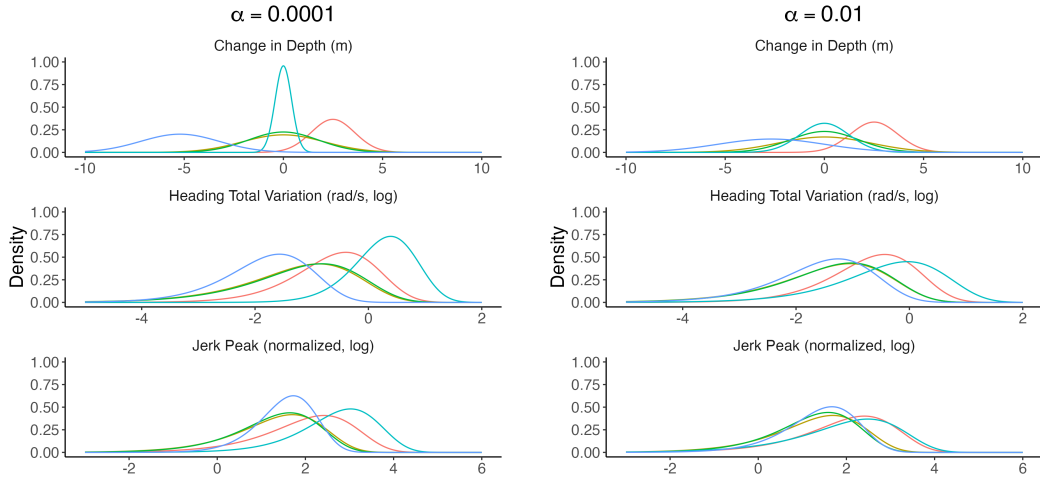 α = 0.0001
Change in Depth (m)
1.00
0.75
0.50
0.25
0.00
-10 -5 0 5 10
Heading Total Variation (rad/s, log)
1.00
0.75
0.50
0.25
0.00
-4 -2 0 2
Density
Jerk Peak (normalized, log)
1.00
0.75
0.50
0.25
0.00
-2 0 2 4 6
α = 0.01
Change in Depth (m)
1.00
0.75
0.50
0.25
0.00
-10 -5 0 5 10
Heading Total Variation (rad/s, log)
1.00
0.75
0.50
0.25
0.00
-4 -2 0 2
Density
Jerk Peak (normalized, log)
1.00
0.75
0.50
0.25
0.00
-2 0 2 4 6